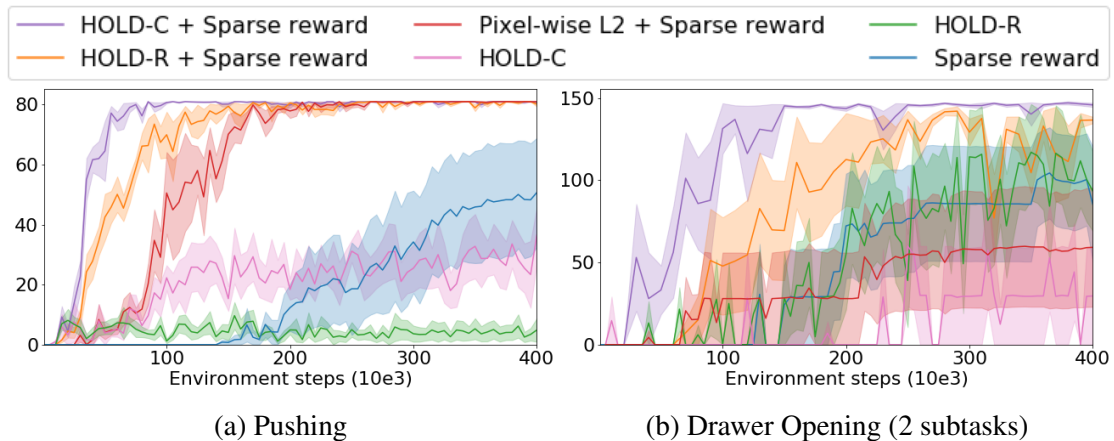 HOLD-C + Sparse reward Pixel-wise L2 + Sparse reward HOLD-R
HOLD-R + Sparse reward HOLD-C Sparse reward
80
60
40
20
0
100 200 300 400
Environment steps (10e3)
(a) Pushing
150
100
50
0
100 200 300 400
Environment steps (10e3)
(b) Drawer Opening (2 subtasks)